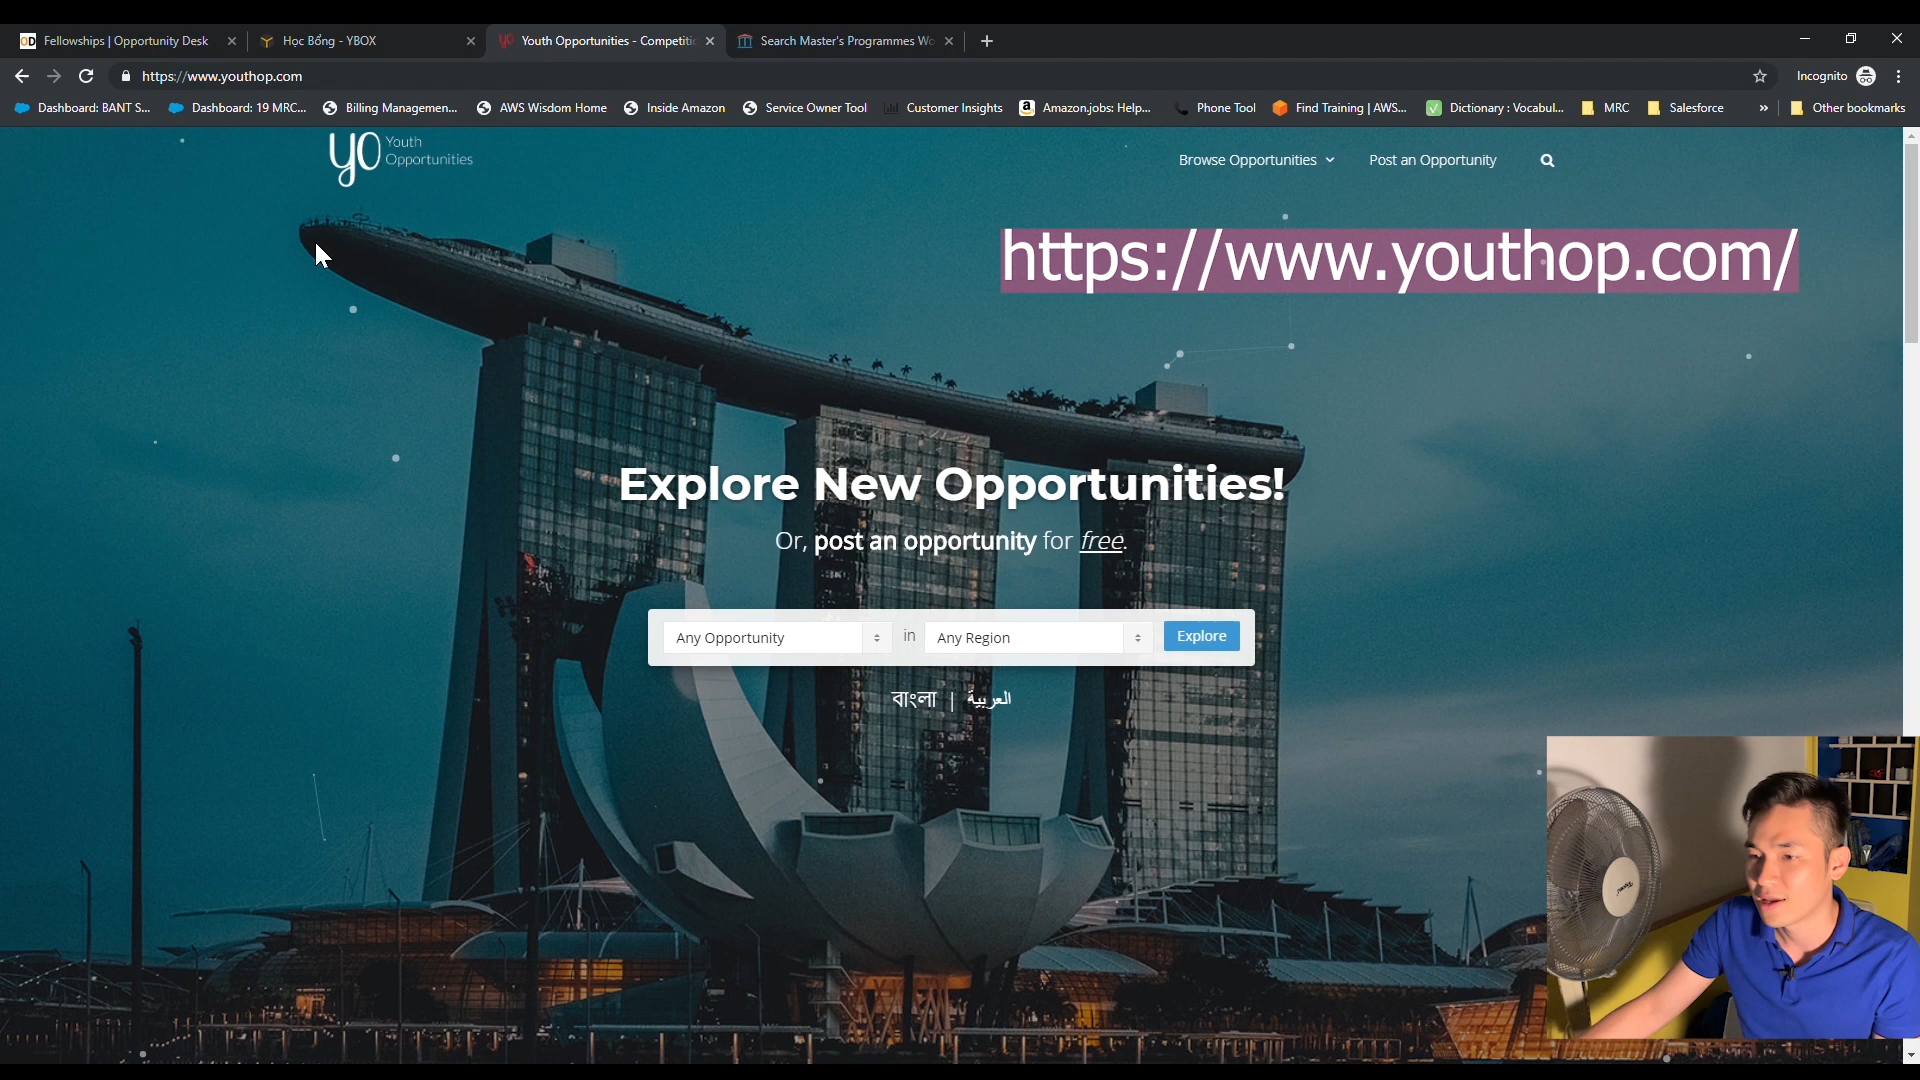 Fellowships | Opportunity Desk
Học Bổng - YBOX
Youth Opportunities - Competiti
Search Master's Programmes Wo
https://www.youthop.com
Incognito
Dashboard: BANT S...
Dashboard: 19 MRC...
Billing Managemen...
AWS Wisdom Home
Inside Amazon
Service Owner Tool
Customer Insights
Amazon.jobs: Help...
Phone Tool
Find Training | AWS...
Dictionary : Vocabul...
MRC
Salesforce
»
Other bookmarks
yo Youth
Opportunities
Browse Opportunities
Post an Opportunity
https://www.youthop.com/
Explore New Opportunities!
Or, post an opportunity for free.
Any Opportunity in Any Region Explore
বাংলা | العربية